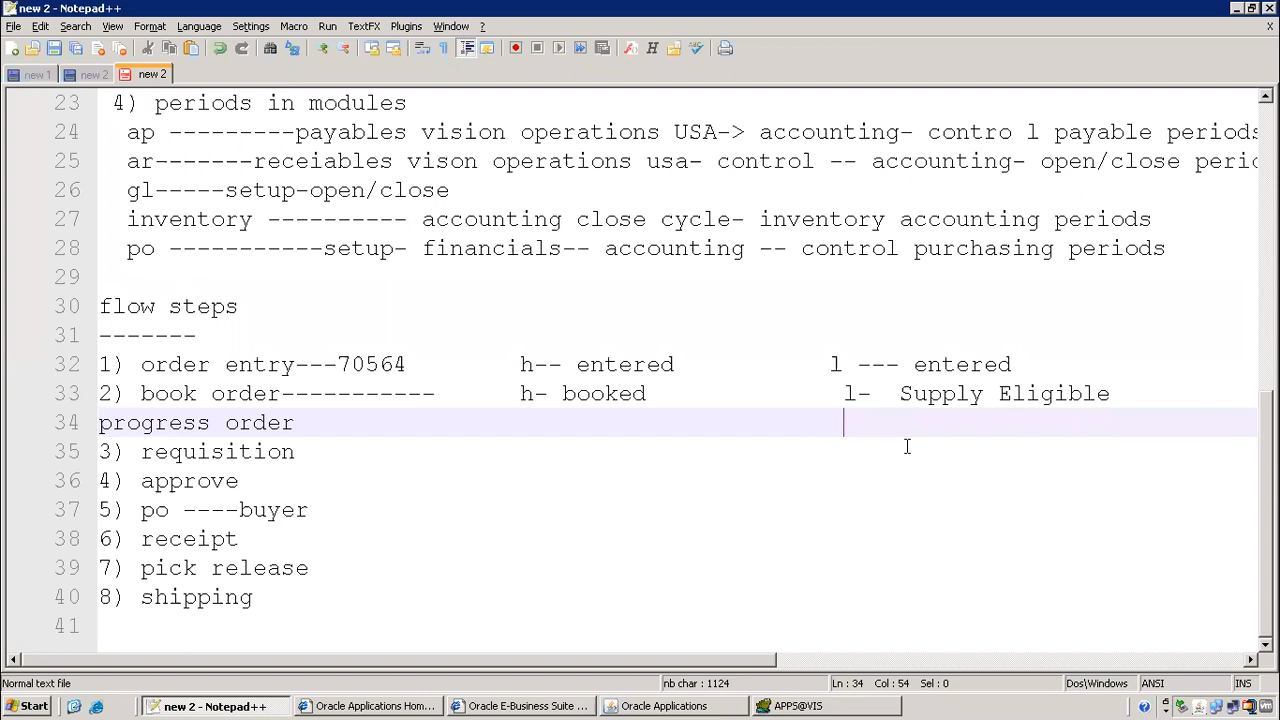 new 2 - Notepad++
File Edit Search View Format Language Settings Macro Run TextFX Plugins Window ? X
new 1 new 2 new 2
23 4) periods in modules
24 ap ---------payables vision operations USA-> accounting- contro l payable periods
25 ar-------receiables vison operations usa- control -- accounting- open/close perio
26 gl-----setup-open/close
27 inventory ---------- accounting close cycle- inventory accounting periods
28 po -----------setup- financials-- accounting -- control purchasing periods
29
30 flow steps
31 -------
32 1) order entry---70564 h-- entered l --- entered
33 2) book order----------- h- booked l- Supply Eligible
34 progress order
35 3) requisition
36 4) approve
37 5) po ----buyer
38 6) receipt
39 7) pick release
40 8) shipping
41
Normal text file nb char : 1124 Ln : 34 Col : 54 Sel : 0 Dos\Windows ANSI INS
Start new 2 - Notepad++ Oracle Applications Hom... Oracle E-Business Suite ... Oracle Applications APPS@VIS